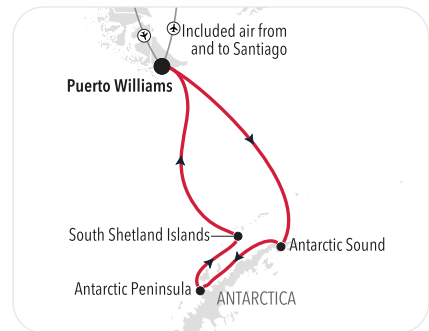 Included air from
and to Santiago
Puerto Williams
South Shetland Islands
Antarctic Sound
Antarctic Peninsula
ANTARCTICA